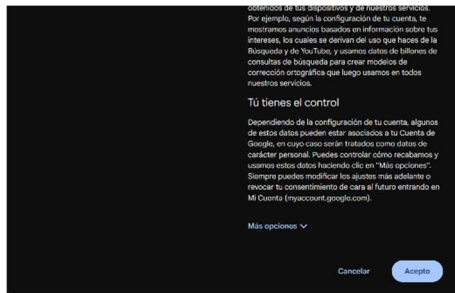 obtenidos de tus dispositivos y de nuestros servicios.
Por ejemplo, según la configuración de tu cuenta, te
mostramos anuncios basados en información sobre tus
intereses, los cuales se derivan del uso que haces de la
Búsqueda y de YouTube, y usamos datos de billones de
consultas de búsqueda para crear modelos de
corrección ortográfica que luego usamos en todos
nuestros servicios.
Tú tienes el control
Dependiendo de la configuración de tu cuenta, algunos
de estos datos pueden estar asociados a tu Cuenta de
Google, en cuyo caso serán tratados como datos de
carácter personal. Puedes controlar cómo recabamos y
usamos estos datos haciendo clic en "Más opciones".
Siempre puedes modificar los ajustes más adelante o
revocar tu consentimiento de cara al futuro entrando en
Mi Cuenta (myaccount.google.com).
Más opciones
Cancelar
Acepto